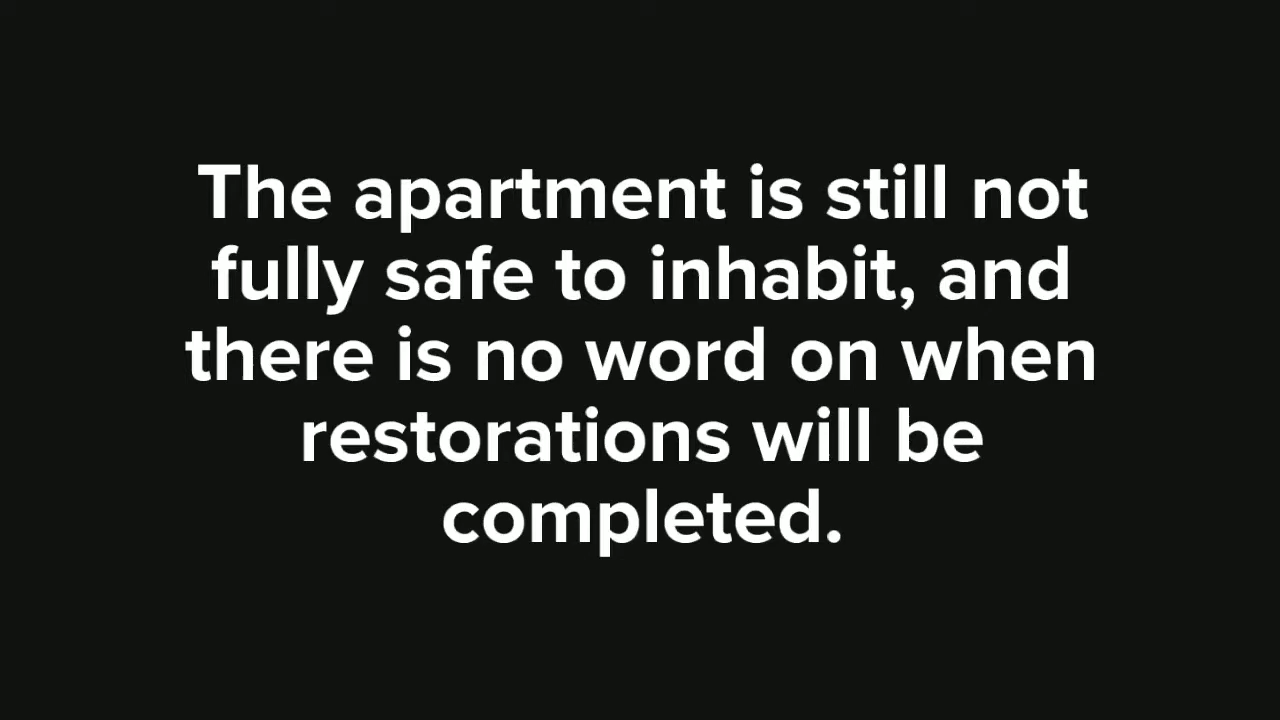 The apartment is still not
fully safe to inhabit, and
there is no word on when
restorations will be
completed.